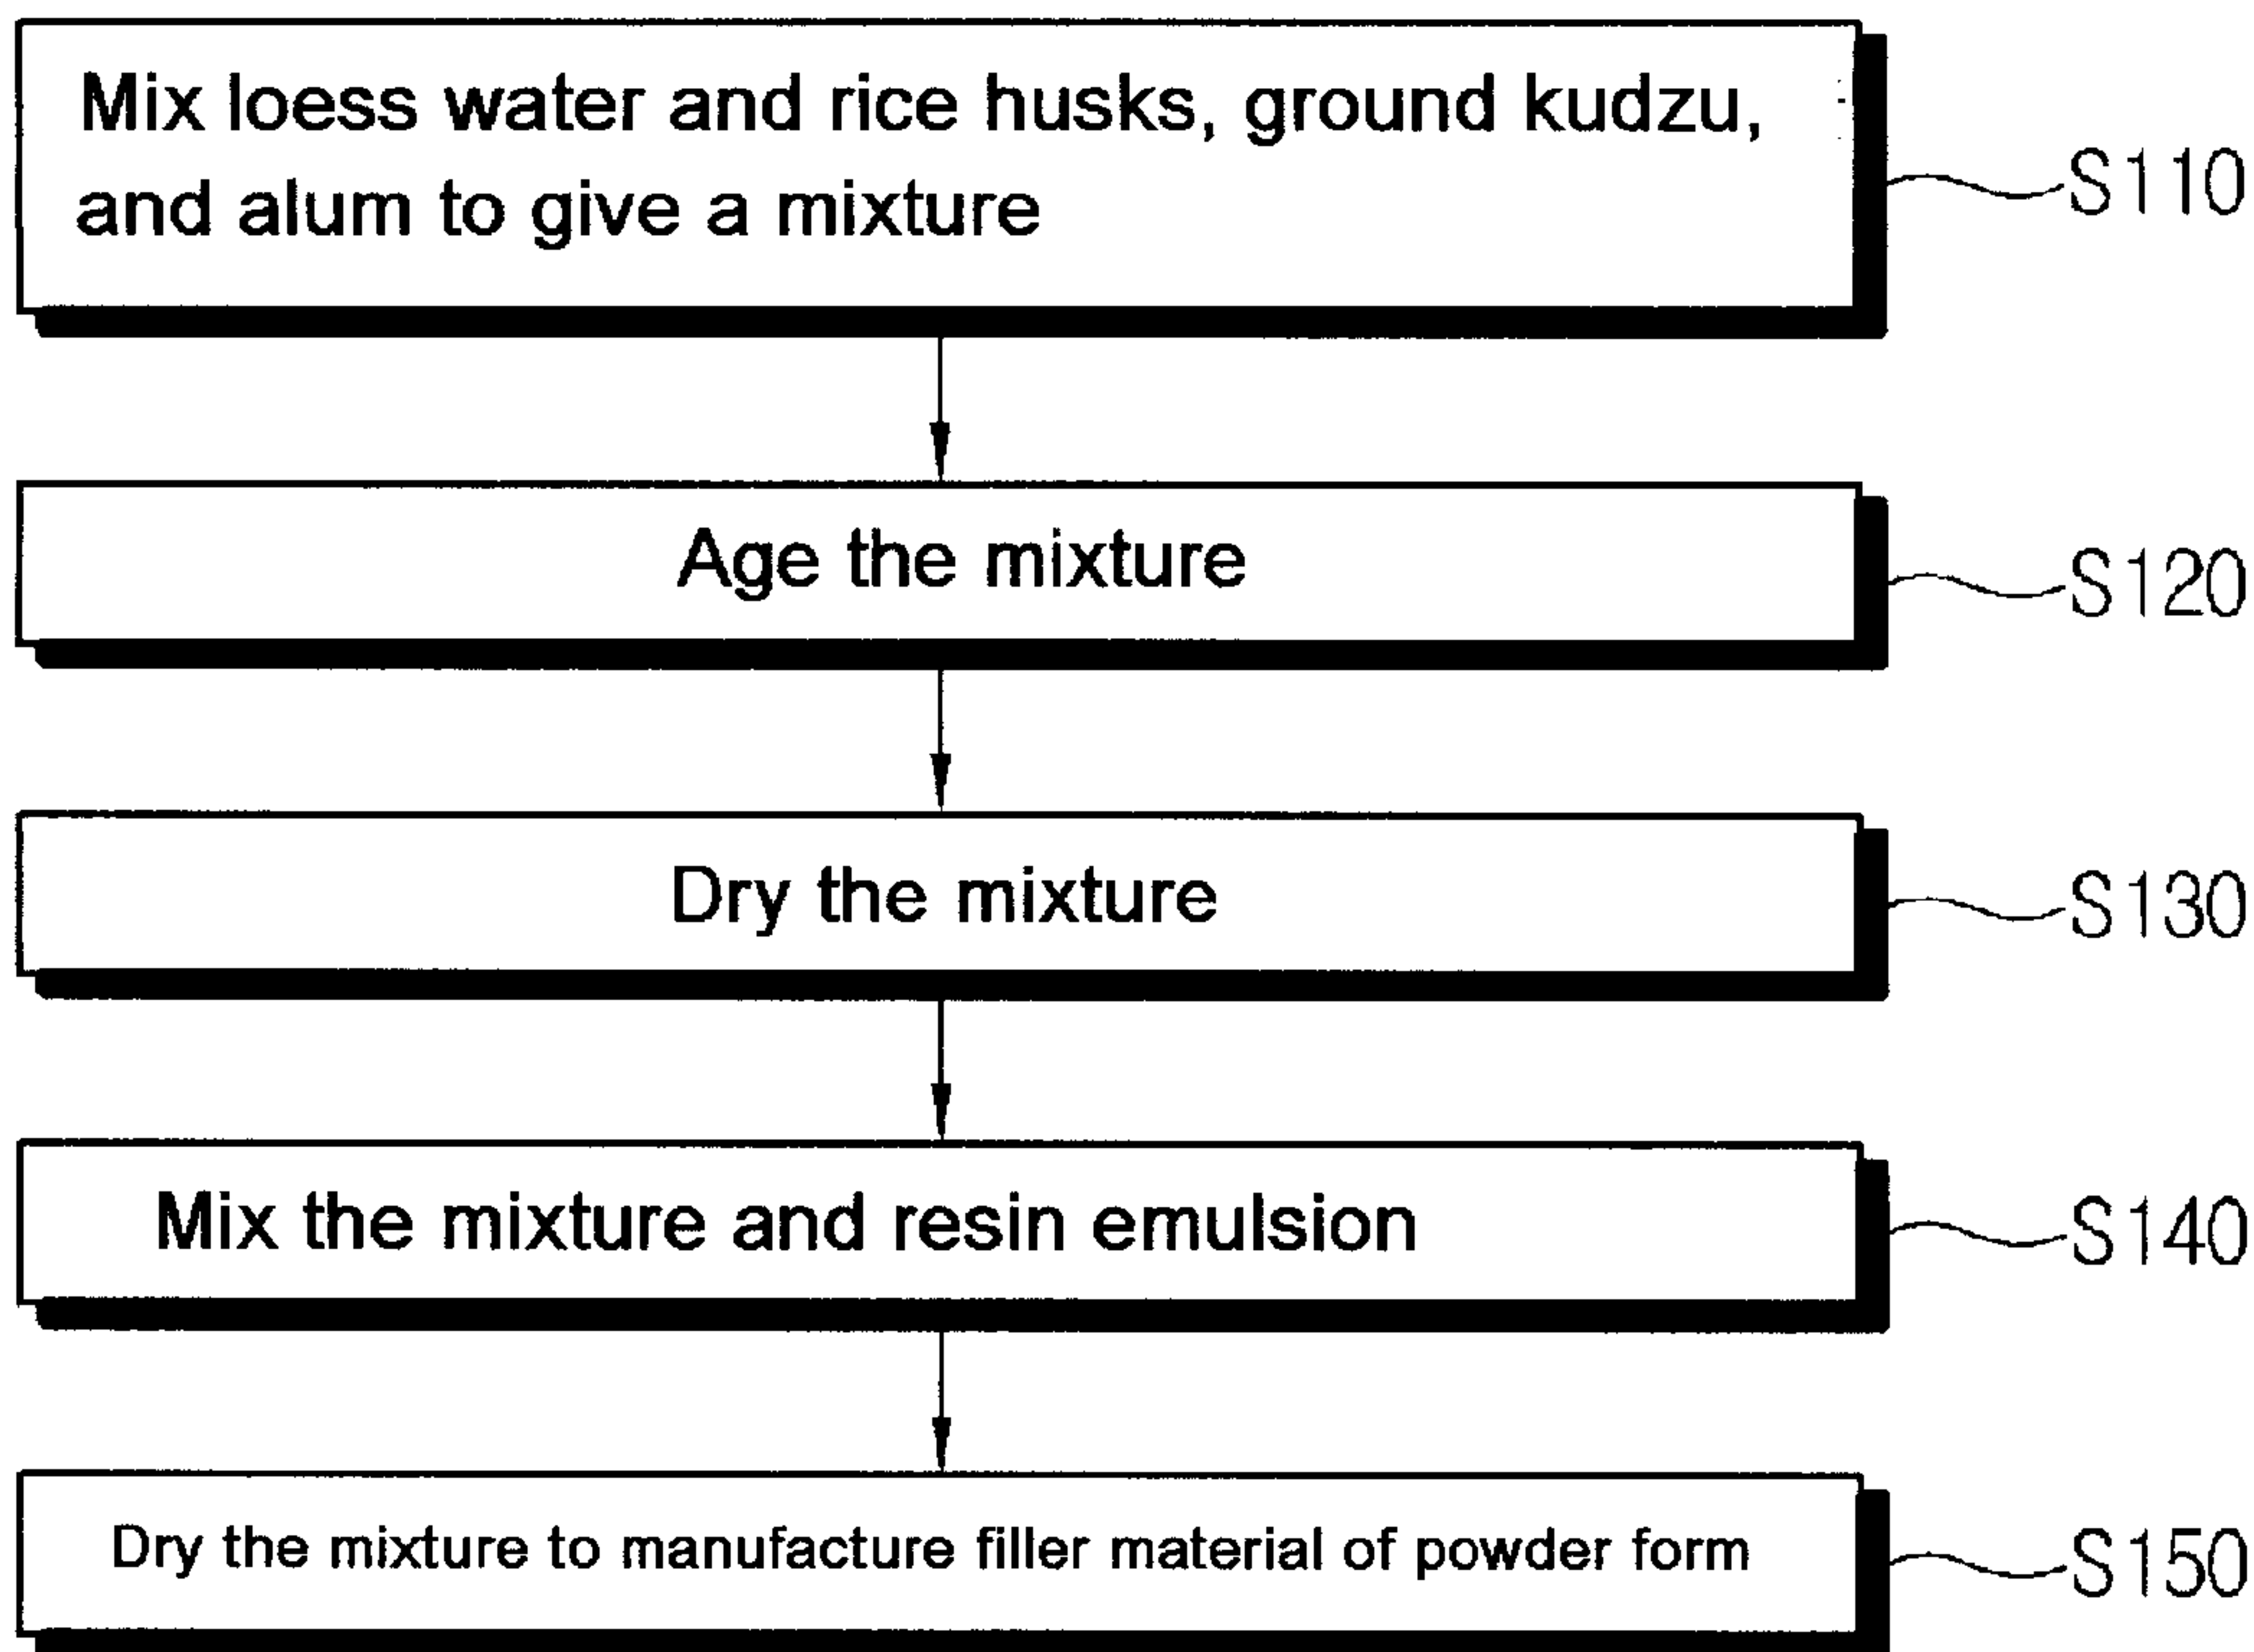 Mix loess water and rice husks, ground kudzu,
and alum to give a mixture
S110
Age the mixture
S120
Dry the mixture
S130
Mix the mixture and resin emulsion
S140
Dry the mixture to manufacture filler material of powder form
S150